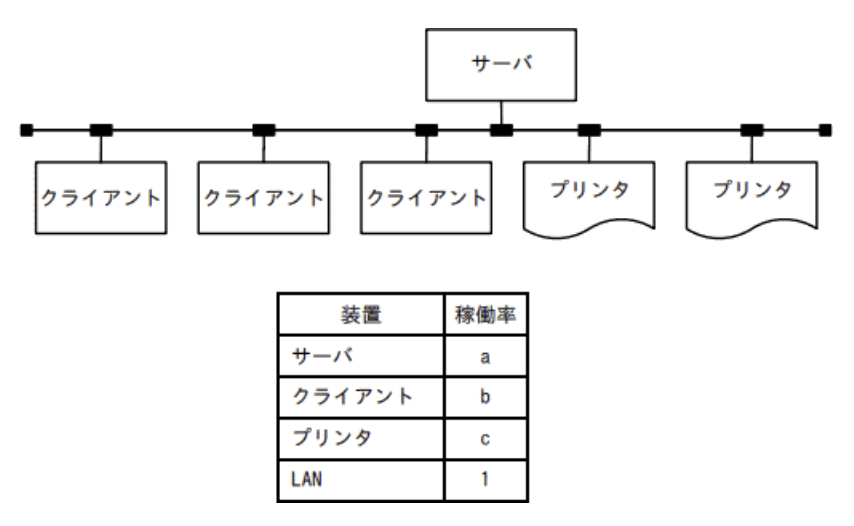 サーバ
クライアント
クライアント
クライアント
プリンタ
プリンタ
装置 稼働率
サーバ a
クライアント b
プリンタ c
LAN 1